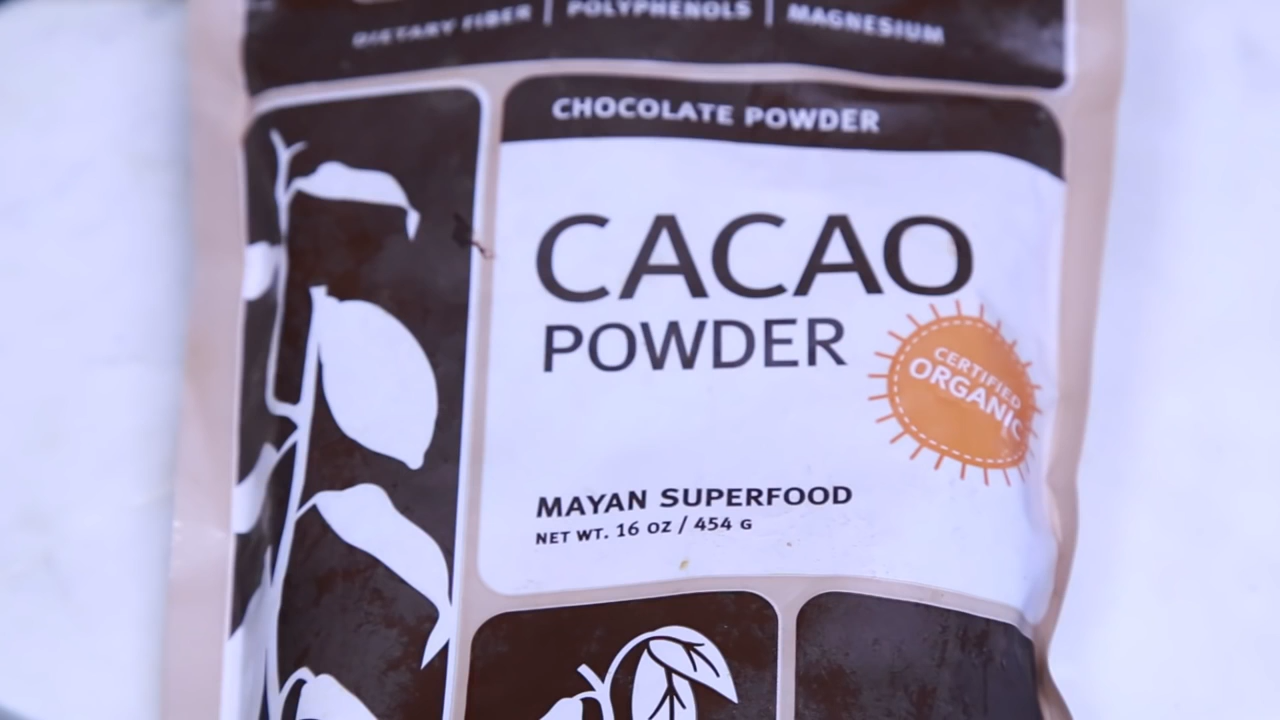 DIETARY FIBER | POLYPHENOLS | MAGNESIUM
CHOCOLATE POWDER
CACAO
POWDER
CERTIFIED
ORGANIC
MAYAN SUPERFOOD
NET WT. 16 OZ / 454 G